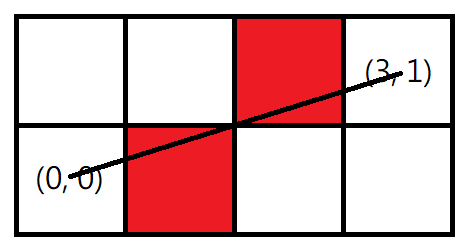 (3, 1)
(0, 0)